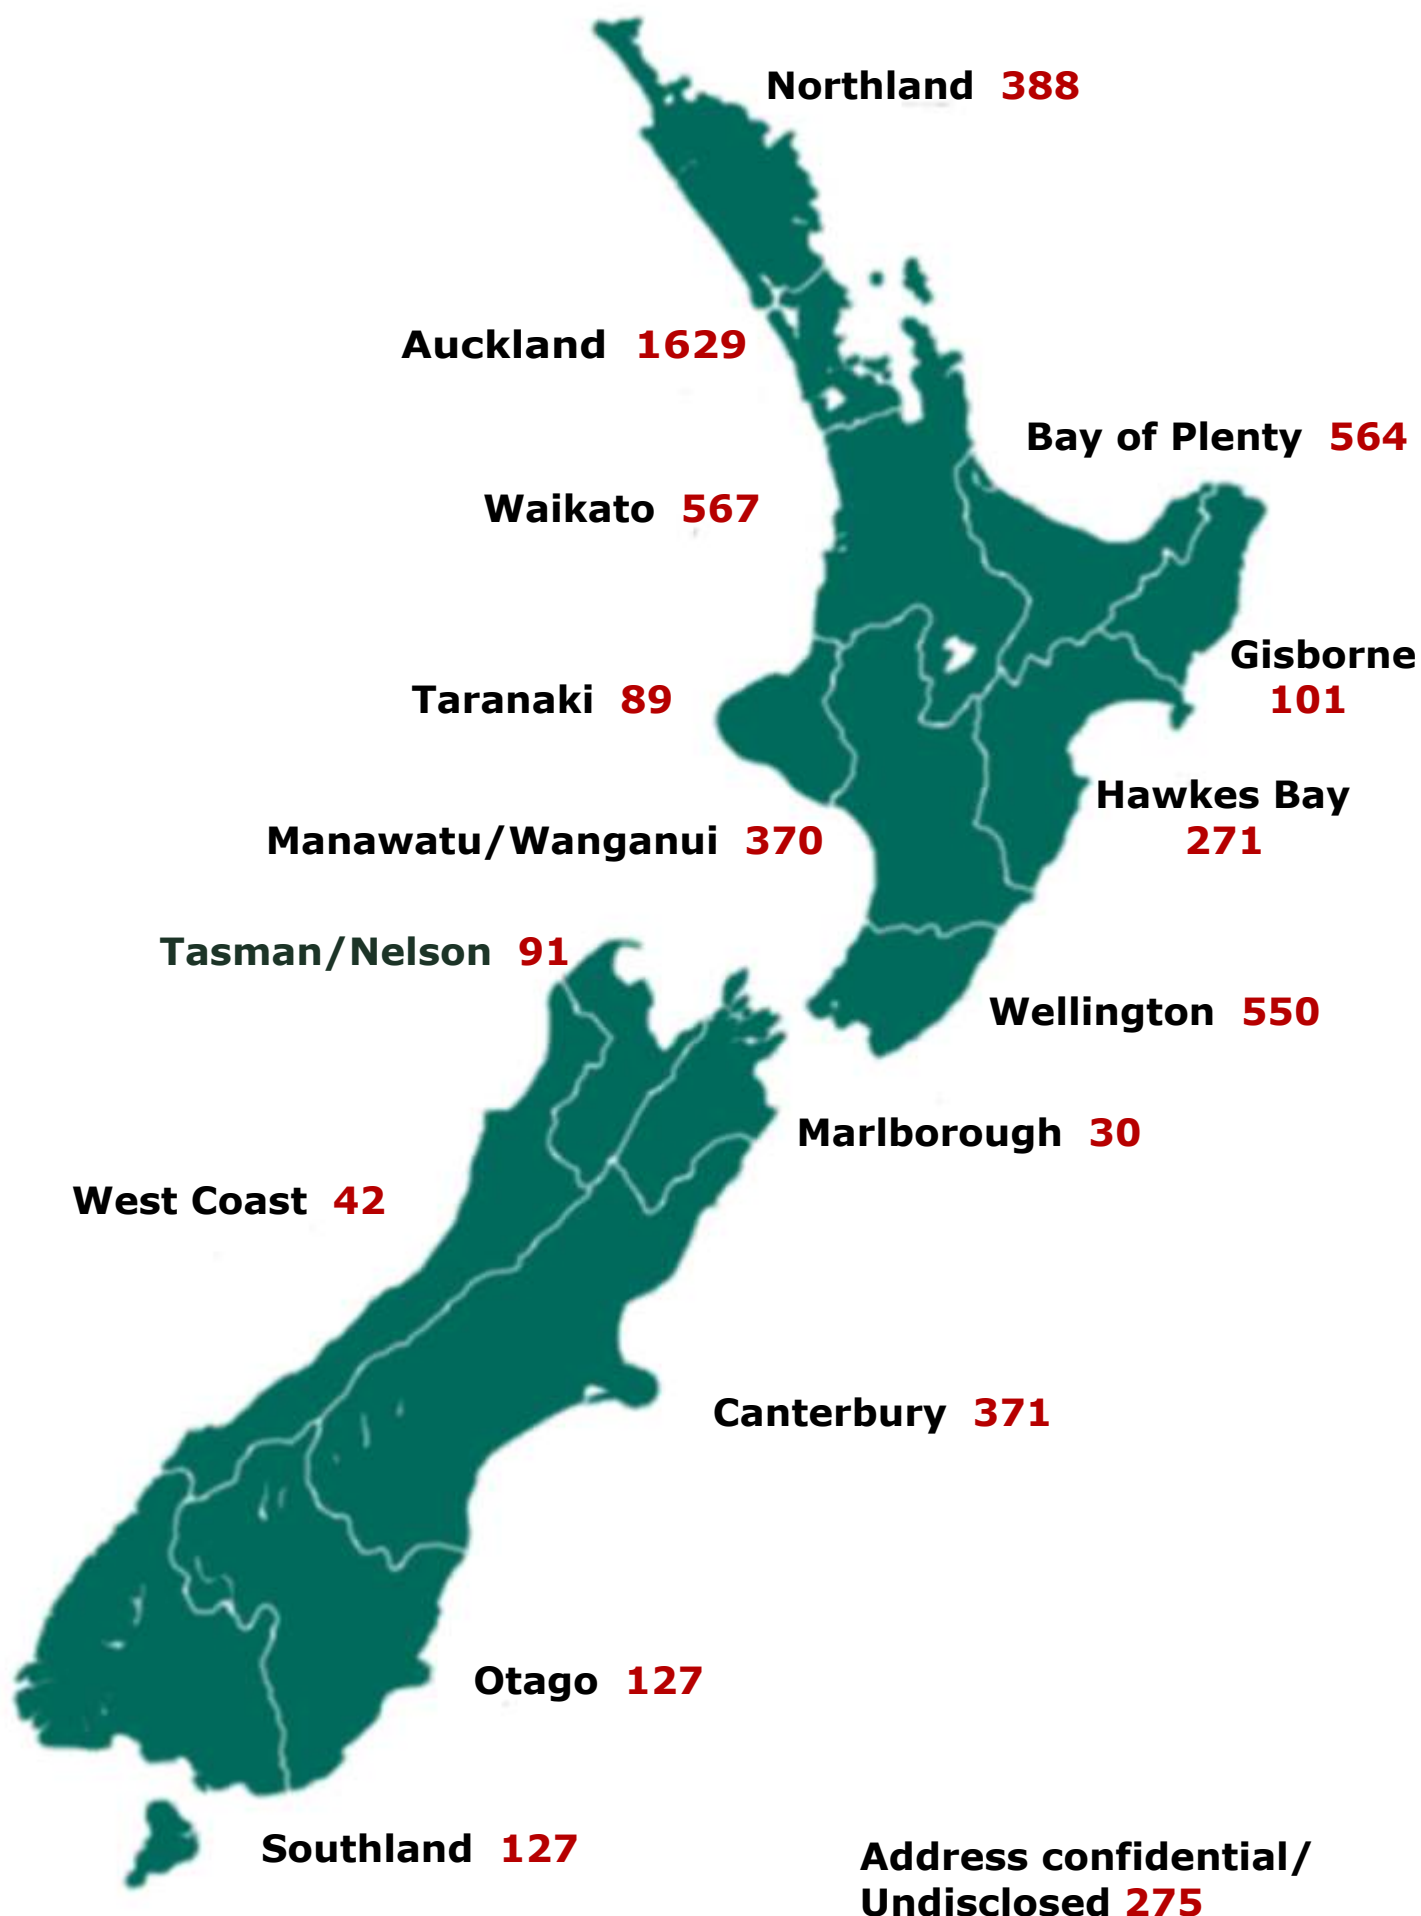 Northland 388
Auckland 1629
Bay of Plenty 564
Waikato 567
Gisborne
101
Taranaki 89
Hawkes Bay
271
Manawatu/Wanganui 370
Tasman/Nelson 91
Wellington 550
Marlborough 30
West Coast 42
Canterbury 371
Otago 127
Southland 127
Address confidential/
Undisclosed 275